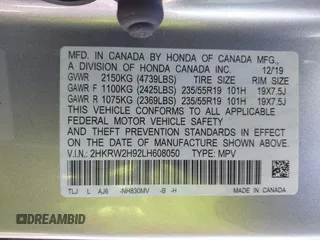 MFD. IN CANADA BY HONDA OF CANADA MFG.,
A DIVISION OF HONDA CANADA INC. 12/19
GVWR 2150KG (4739LBS) TIRE SIZE RIM SIZE
GAWR F 1100KG (2425LBS) 235/55R19 101H 19X7.5J
GAWR R 1075KG (2369LBS) 235/55R19 101H 19X7.5J
THIS VEHICLE CONFORMS TO ALL APPLICABLE
FEDERAL MOTOR VEHICLE SAFETY STANDARDS
IN EFFECT ON THE DATE OF MANUFACTURE
SHOWN ABOVE.
V.I.N.: 2HKRW2H92LH608050 TYPE: MPV
TLJ L AJ6 -NH830MV -B -H
MADE IN
CANADA
DREAMBID